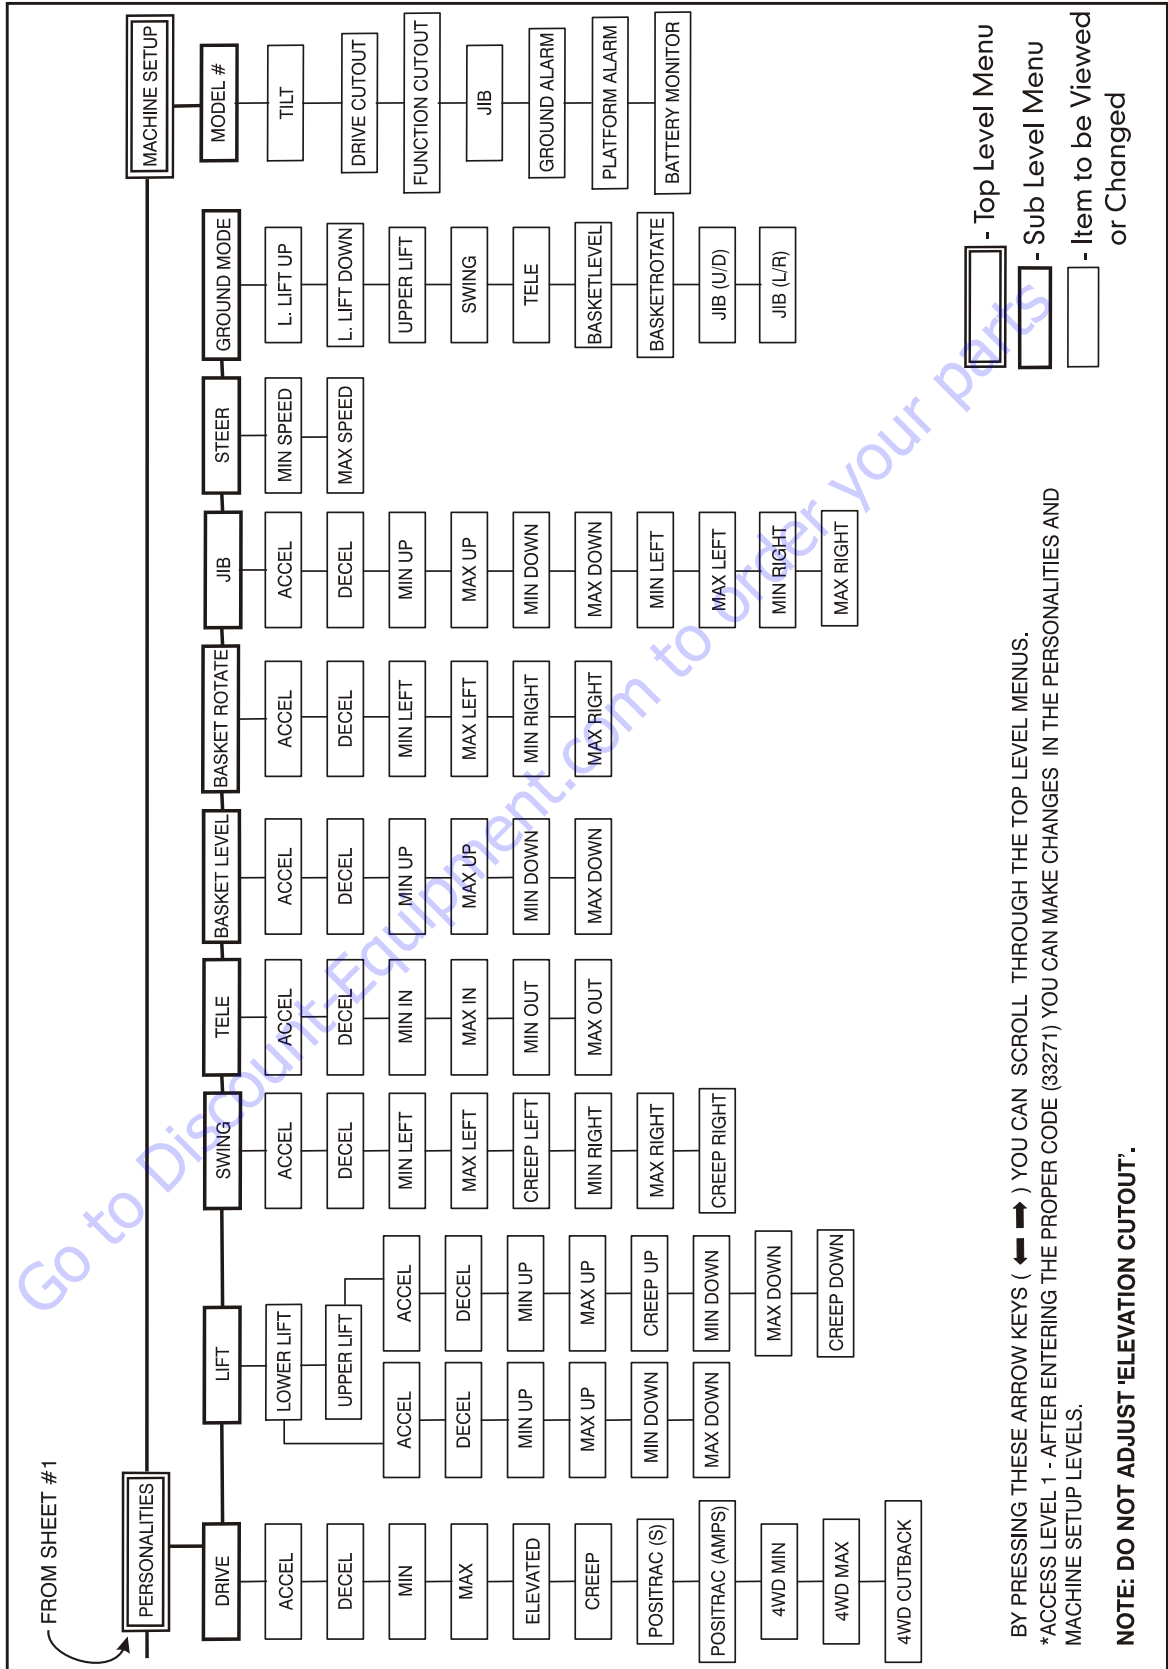 FROM SHEET #1
PERSONALITIES
MACHINE SETUP
DRIVE
ACCEL
DECEL
MIN
MAX
ELEVATED
CREEP
POSITRAC (S)
POSITRAC (AMPS)
4WD MIN
4WD MAX
4WD CUTBACK
LIFT
LOWER LIFT
UPPER LIFT
ACCEL
DECEL
MIN UP
MAX UP
MIN DOWN
MAX DOWN
ACCEL
DECEL
MIN UP
MAX UP
CREEP UP
MIN DOWN
MAX DOWN
CREEP DOWN
SWING
ACCEL
DECEL
MIN LEFT
MAX LEFT
CREEP LEFT
MIN RIGHT
MAX RIGHT
CREEP RIGHT
TELE
ACCEL
DECEL
MIN IN
MAX IN
MIN OUT
MAX OUT
BASKET LEVEL
ACCEL
DECEL
MIN UP
MAX UP
MIN DOWN
MAX DOWN
BASKET ROTATE
ACCEL
DECEL
MIN LEFT
MAX LEFT
MIN RIGHT
MAX RIGHT
JIB
ACCEL
DECEL
MIN UP
MAX UP
MIN DOWN
MAX DOWN
MIN LEFT
MAX LEFT
MIN RIGHT
MAX RIGHT
STEER
MIN SPEED
MAX SPEED
GROUND MODE
L. LIFT UP
L. LIFT DOWN
UPPER LIFT
SWING
TELE
BASKETLEVEL
BASKETROTATE
JIB (U/D)
JIB (L/R)
MODEL #
TILT
DRIVE CUTOUT
FUNCTION CUTOUT
JIB
GROUND ALARM
PLATFORM ALARM
BATTERY MONITOR
- Top Level Menu
- Sub Level Menu
- Item to be Viewed
or Changed
BY PRESSING THESE ARROW KEYS ( ⬅ ➡ ) YOU CAN SCROLL THROUGH THE TOP LEVEL MENUS.
*ACCESS LEVEL 1 - AFTER ENTERING THE PROPER CODE (33271) YOU CAN MAKE CHANGES IN THE PERSONALITIES AND
MACHINE SETUP LEVELS.
NOTE: DO NOT ADJUST 'ELEVATION CUTOUT'.
Go to Discount-Equipment.com to order your parts